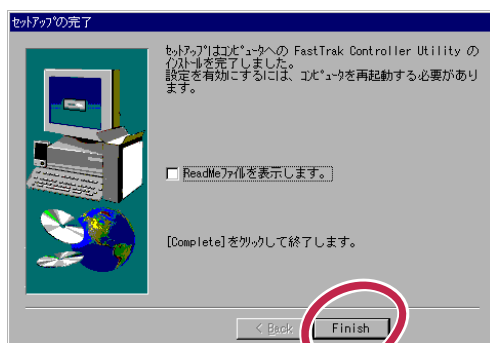 ｾｯﾄｱｯﾌﾟの完了
ｾｯﾄｱｯﾌﾟはｺﾝﾋﾟｭｰﾀへの FastTrak Controller Utility の
ｲﾝｽﾄｰﾙを完了しました。
設定を有効にするには、ｺﾝﾋﾟｭｰﾀを再起動する必要があり
ます。
ReadMeﾌｧｲﾙを表示します。
[Complete]をｸﾘｯｸして終了します。
< Back
Finish